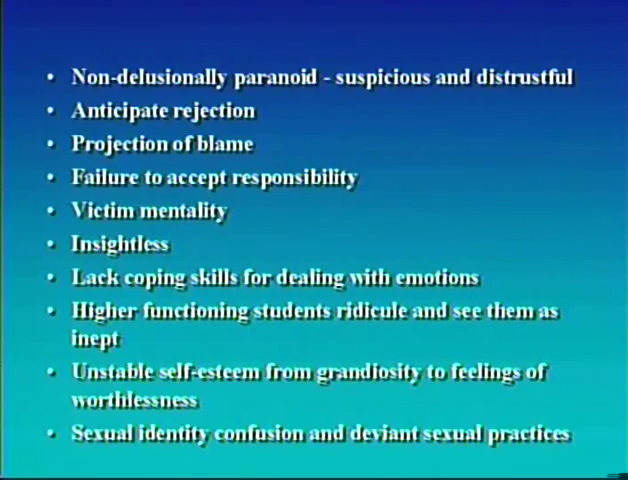 • Non-delusionally paranoid - suspicious and distrustful
• Anticipate rejection
• Projection of blame
• Failure to accept responsibility
• Victim mentality
• Insightless
• Lack coping skills for dealing with emotions
• Higher functioning students ridicule and see them as
inept
• Unstable self-esteem from grandiosity to feelings of
worthlessness
• Sexual identity confusion and deviant sexual practices